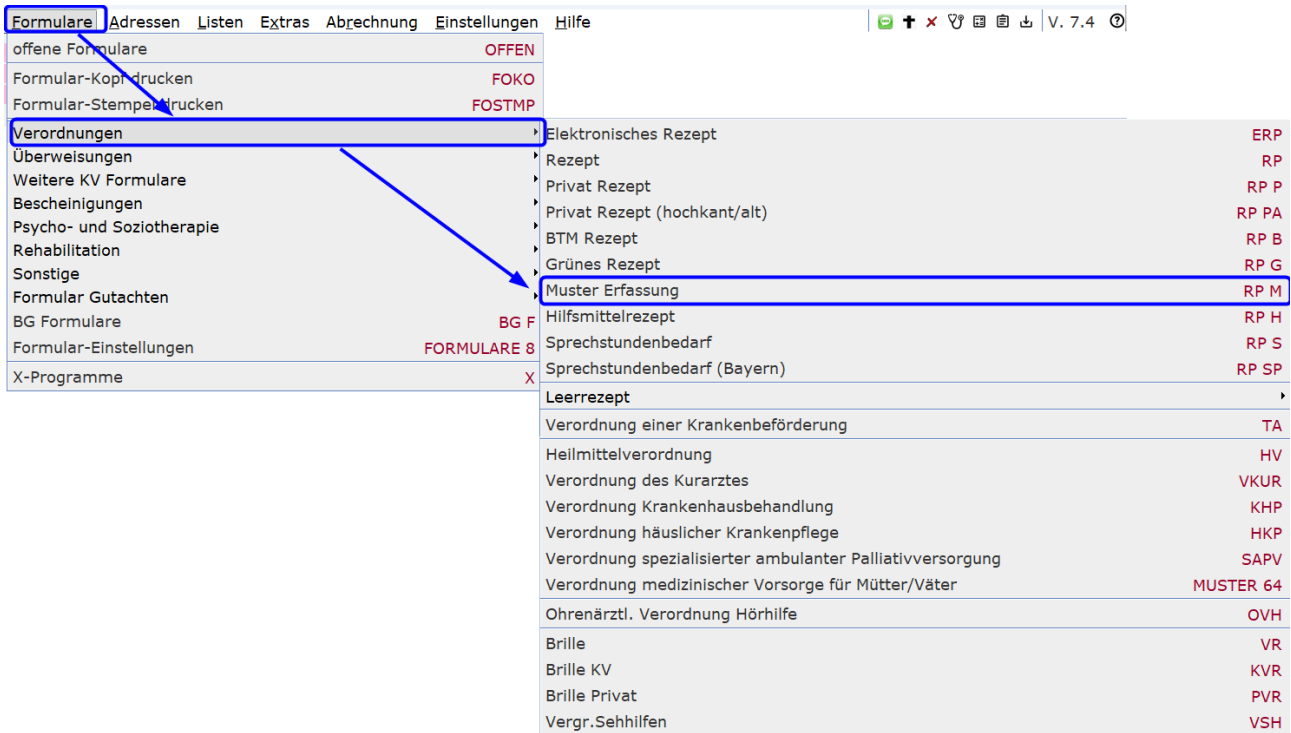 Formulare Adressen Listen Extras Abrechnung Einstellungen Hilfe V. 7.4
offene Formulare OFFEN
Formular-Kopf drucken FOKO
Formular-Stempel drucken FOSTMP
Verordnungen
Überweisungen
Weitere KV Formulare
Bescheinigungen
Psycho- und Soziotherapie
Rehabilitation
Sonstige
Formular Gutachten
BG Formulare BG F
Formular-Einstellungen FORMULARE 8
X-Programme X
Elektronisches Rezept ERP
Rezept RP
Privat Rezept RP P
Privat Rezept (hochkant/alt) RP PA
BTM Rezept RP B
Grünes Rezept RP G
Muster Erfassung RP M
Hilfsmittelrezept RP H
Sprechstundenbedarf RP S
Sprechstundenbedarf (Bayern) RP SP
Leerrezept
Verordnung einer Krankenbeförderung TA
Heilmittelverordnung HV
Verordnung des Kurarztes VKUR
Verordnung Krankenhausbehandlung KHP
Verordnung häuslicher Krankenpflege HKP
Verordnung spezialisierter ambulanter Palliativversorgung SAPV
Verordnung medizinischer Vorsorge für Mütter/Väter MUSTER 64
Ohrenärztl. Verordnung Hörhilfe OVH
Brille VR
Brille KV KVR
Brille Privat PVR
Vergr.Sehhilfen VSH